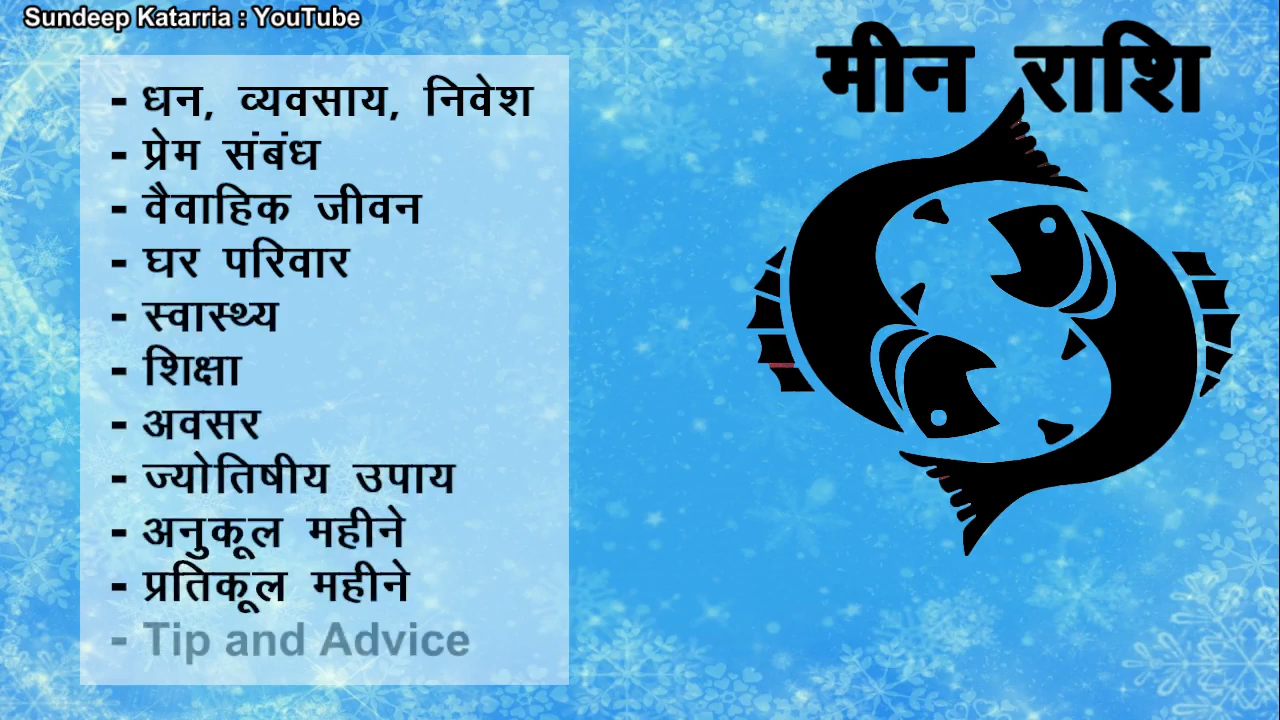 Sundeep Katarria : YouTube
मीन राशि
- धन, व्यवसाय, निवेश
- प्रेम संबंध
- वैवाहिक जीवन
- घर परिवार
- स्वास्थ्य
- शिक्षा
- अवसर
- ज्योतिषीय उपाय
- अनुकूल महीने
- प्रतिकूल महीने
- Tip and Advice